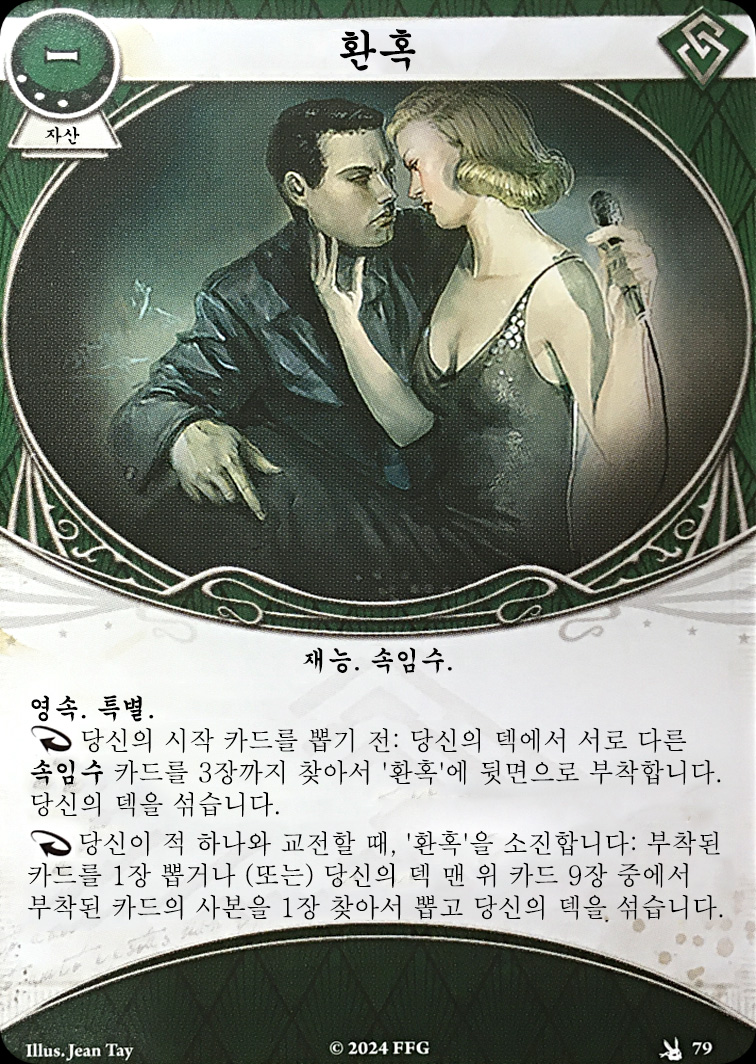 –
환혹
자산
재능. 속임수.
영속. 특별.
당신의 시작 카드를 뽑기 전: 당신의 덱에서 서로 다른
속임수 카드를 3장까지 찾아서 '환혹'에 뒷면으로 부착합니다.
당신의 덱을 섞습니다.
당신이 적 하나와 교전할 때, '환혹'을 소진합니다: 부착된
카드를 1장 뽑거나 (또는) 당신의 덱 맨 위 카드 9장 중에서
부착된 카드의 사본을 1장 찾아서 뽑고 당신의 덱을 섞습니다.
Illus. Jean Tay
© 2024 FFG
79